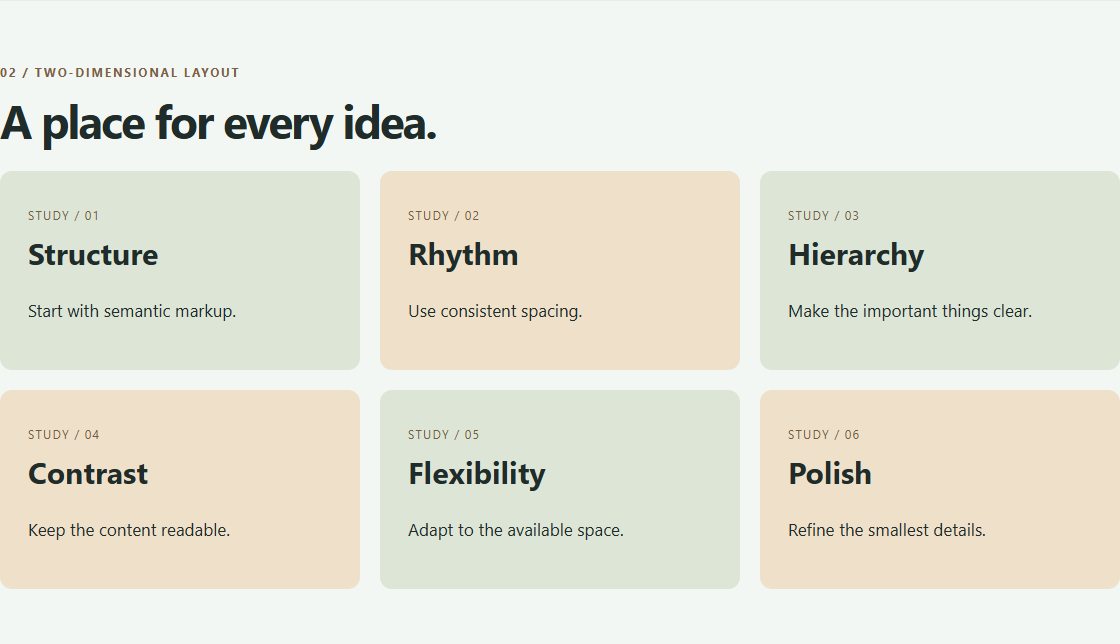 02 / TWO-DIMENSIONAL LAYOUT
A place for every idea.
STUDY / 01
Structure
Start with semantic markup.
STUDY / 02
Rhythm
Use consistent spacing.
STUDY / 03
Hierarchy
Make the important things clear.
STUDY / 04
Contrast
Keep the content readable.
STUDY / 05
Flexibility
Adapt to the available space.
STUDY / 06
Polish
Refine the smallest details.